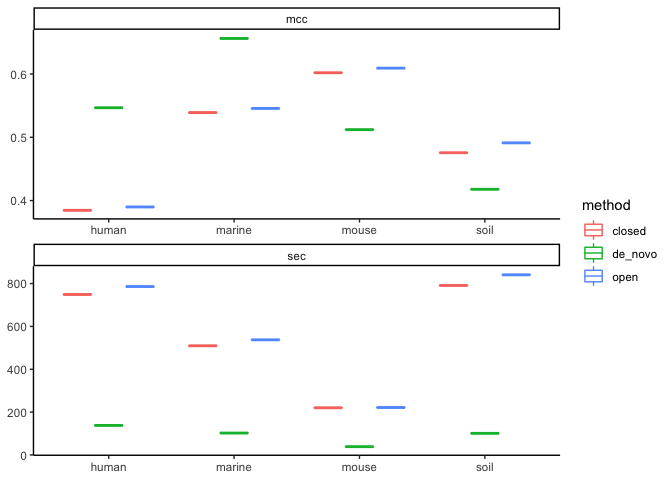 mcc
0.6
0.5
0.4
human marine mouse soil
sec
800
600
400
200
0
human marine mouse soil
method
closed
de_novo
open